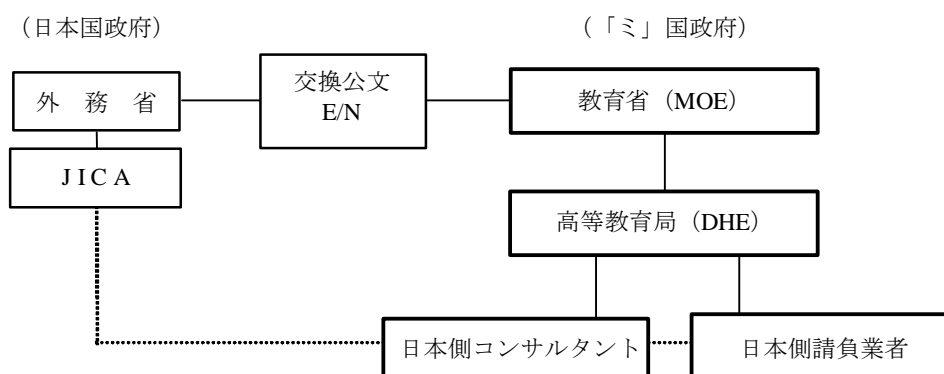 （日本国政府）
（「ミ」国政府）
外　務　省
交換公文
E/N
教育省（MOE）
JICA
高等教育局（DHE）
日本側コンサルタント
日本側請負業者